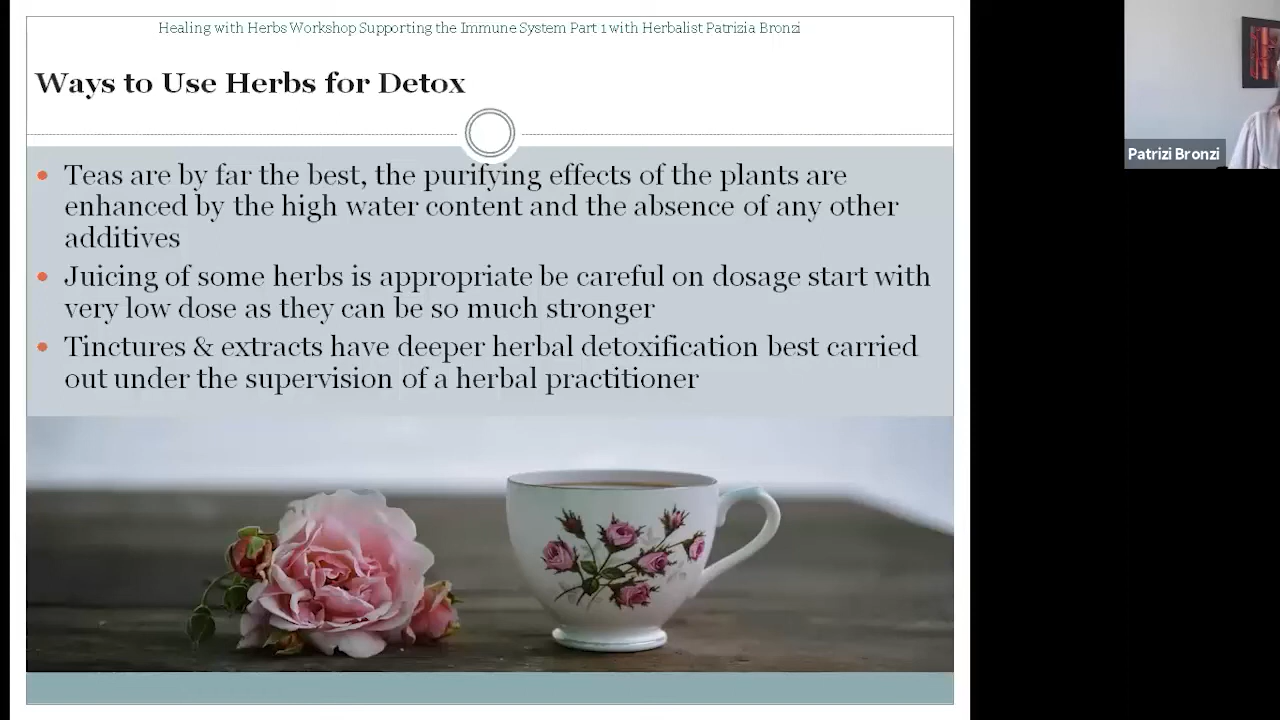 Healing with Herbs Workshop Supporting the Immune System Part 1 with Herbalist Patrizia Bronzi
Ways to Use Herbs for Detox
Teas are by far the best, the purifying effects of the plants are
enhanced by the high water content and the absence of any other
additives
Juicing of some herbs is appropriate be careful on dosage start with
very low dose as they can be so much stronger
Tinctures & extracts have deeper herbal detoxification best carried
out under the supervision of a herbal practitioner
Patrizi Bronzi